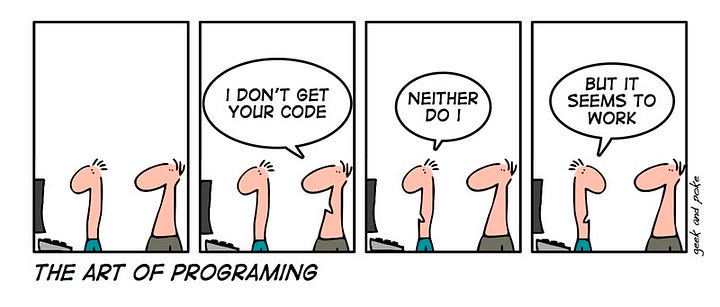 I DON'T GET
YOUR CODE
NEITHER
DO I
BUT IT
SEEMS TO
WORK
geek and poke
THE ART OF PROGRAMING